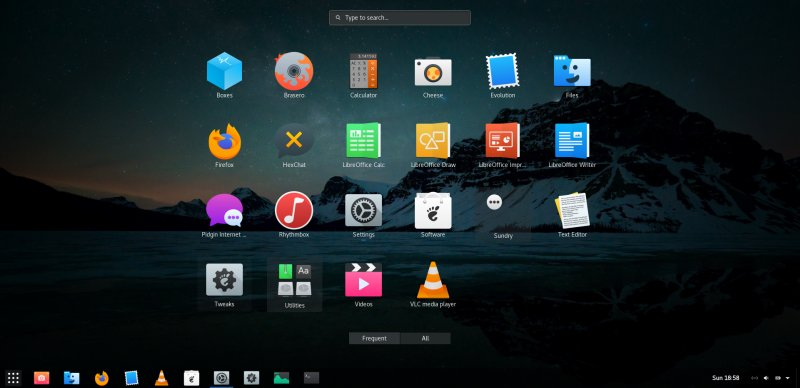 Type to search...
Boxes
Brasero
Calculator
Cheese
Evolution
Files
Firefox
HexChat
LibreOffice Calc
LibreOffice Draw
LibreOffice Impr...
LibreOffice Writer
Pidgin Internet ...
Rhythmbox
Settings
Software
Sundry
Text Editor
Tweaks
Aa
Utilities
Videos
VLC media player
Frequent
All
Sun 18:58